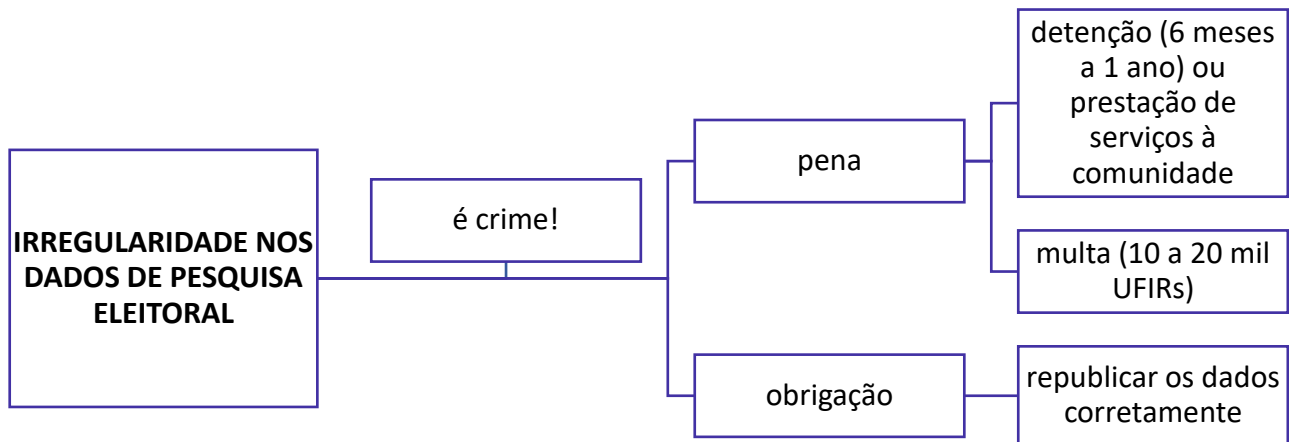 IRREGULARIDADE NOS
DADOS DE PESQUISA
ELEITORAL
é crime!
pena
detenção (6 meses
a 1 ano) ou
prestação de
serviços à
comunidade
multa (10 a 20 mil
UFIRs)
obrigação
republicar os dados
corretamente